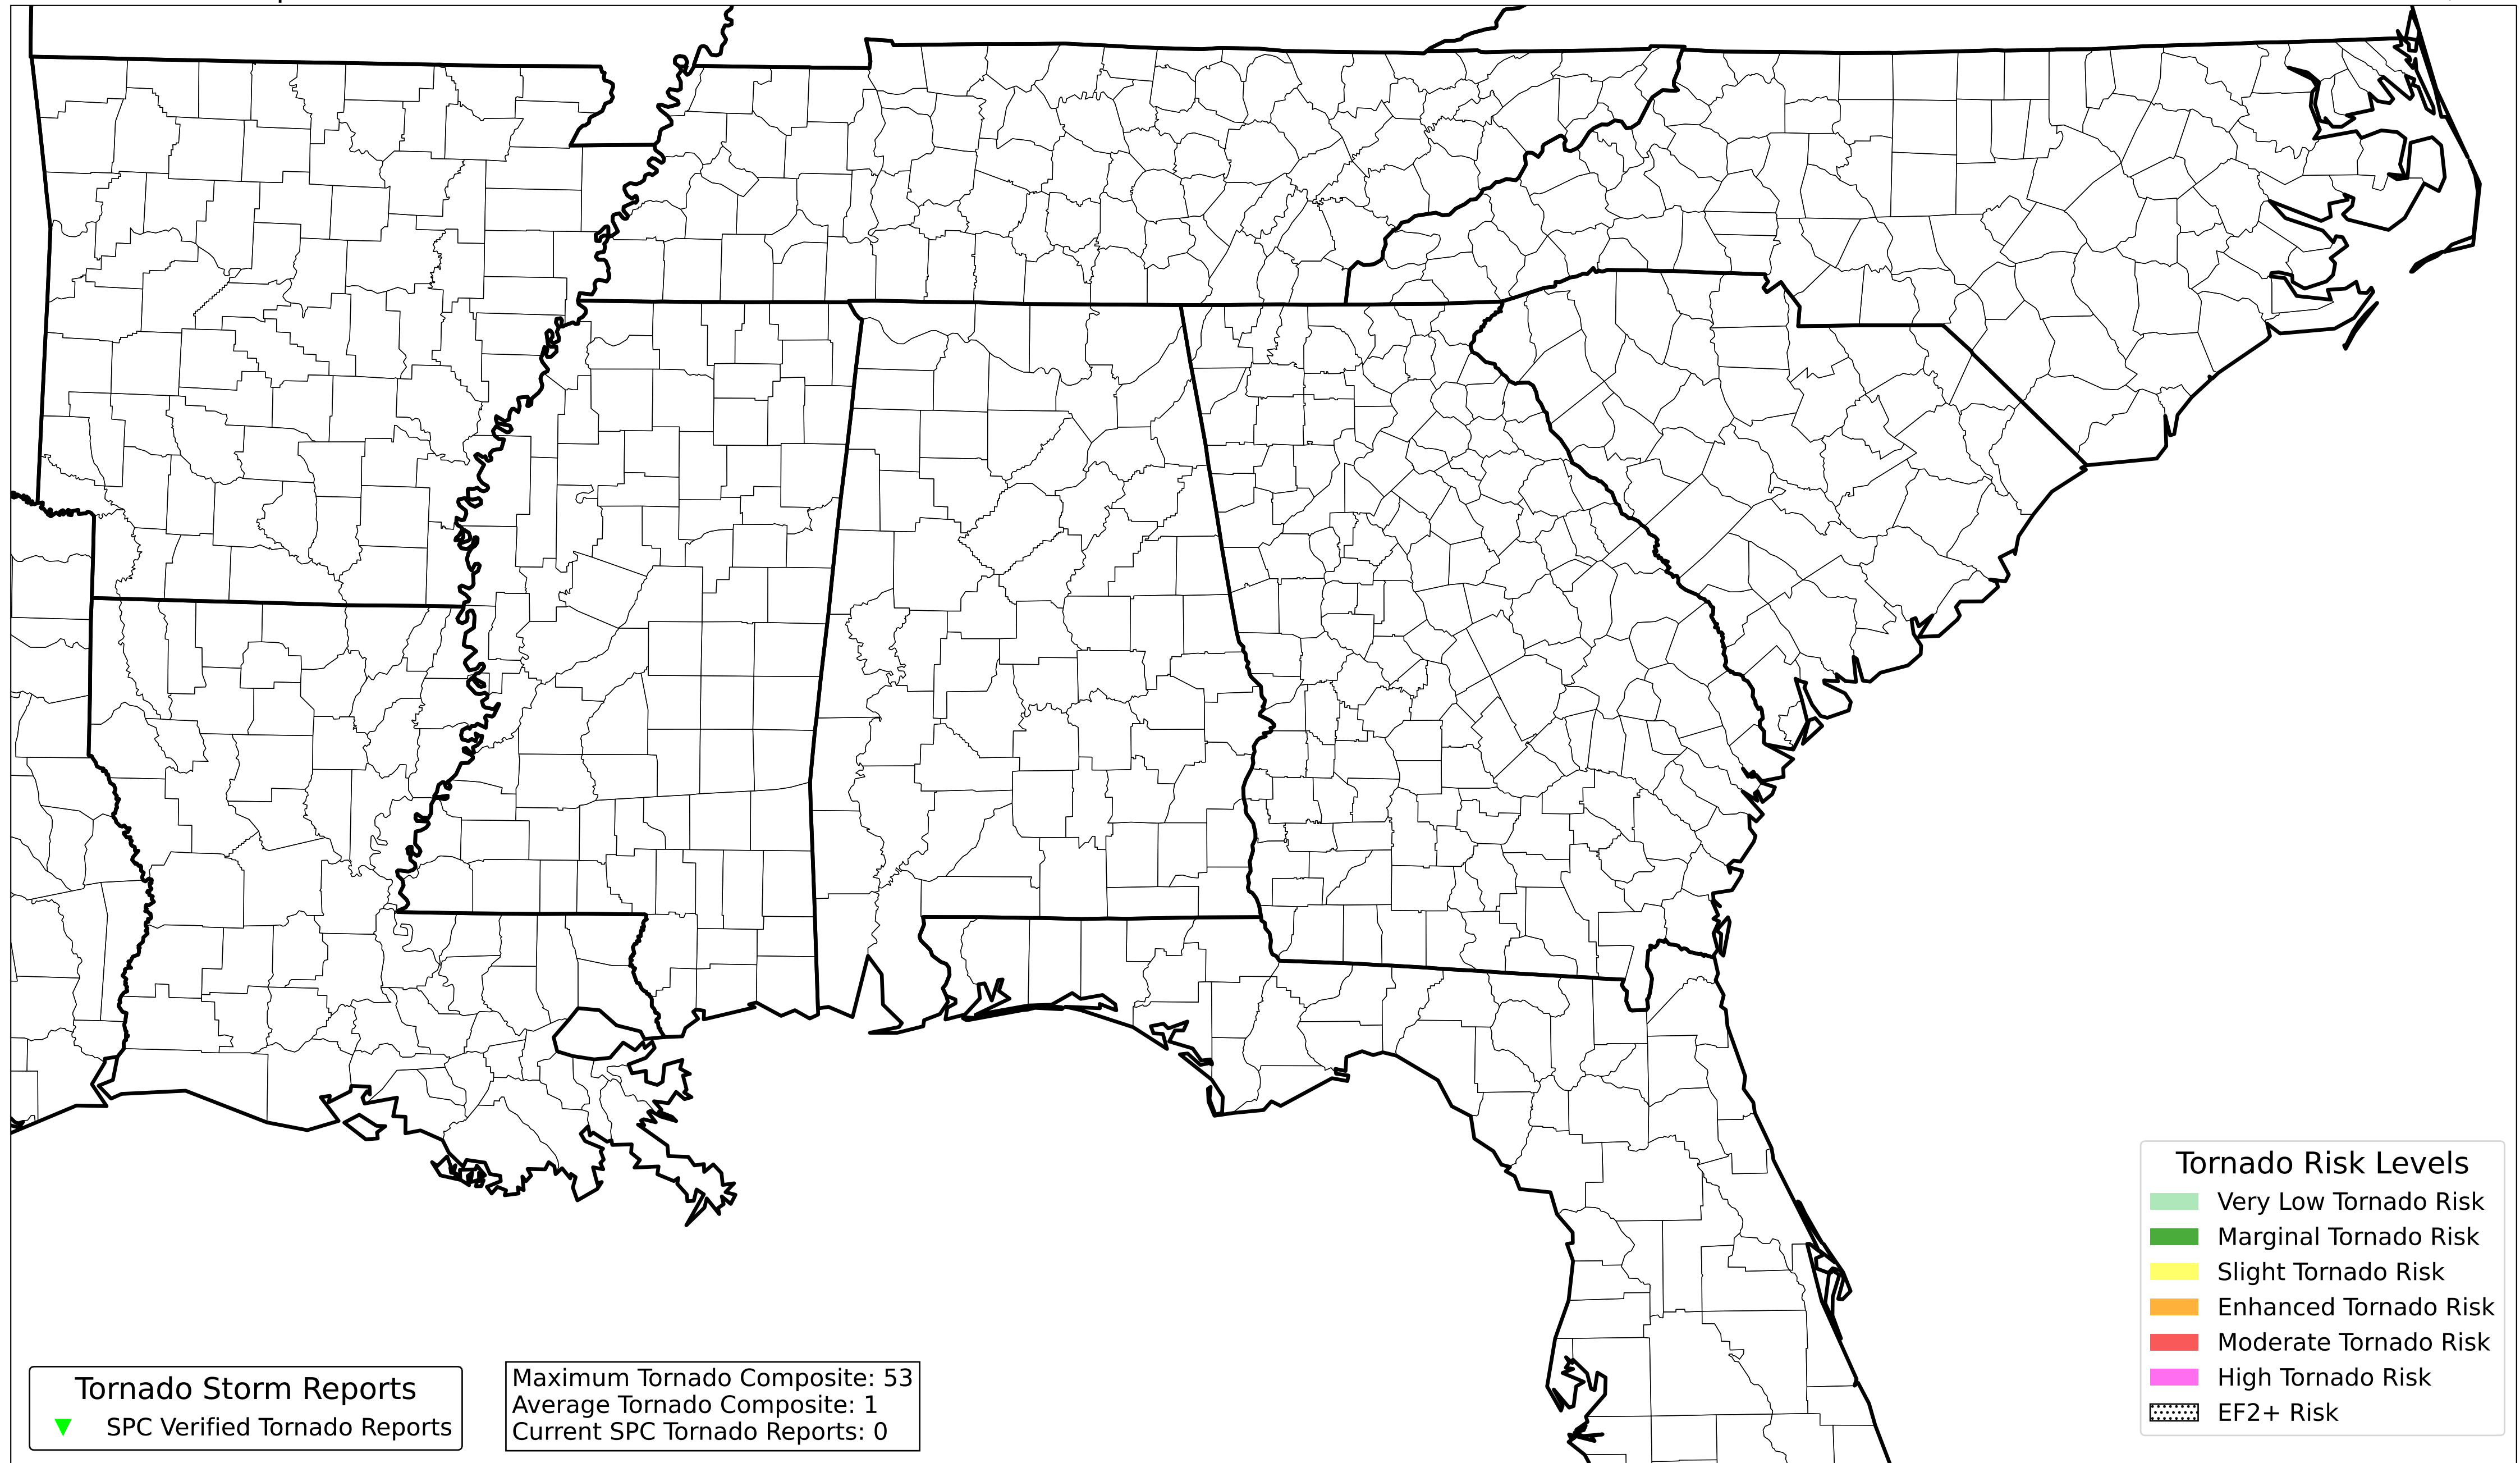 Tornado Risk Levels
Very Low Tornado Risk
Marginal Tornado Risk
Slight Tornado Risk
Enhanced Tornado Risk
Moderate Tornado Risk
High Tornado Risk
EF2+ Risk
Tornado Storm Reports
SPC Verified Tornado Reports
Maximum Tornado Composite: 53
Average Tornado Composite: 1
Current SPC Tornado Reports: 0